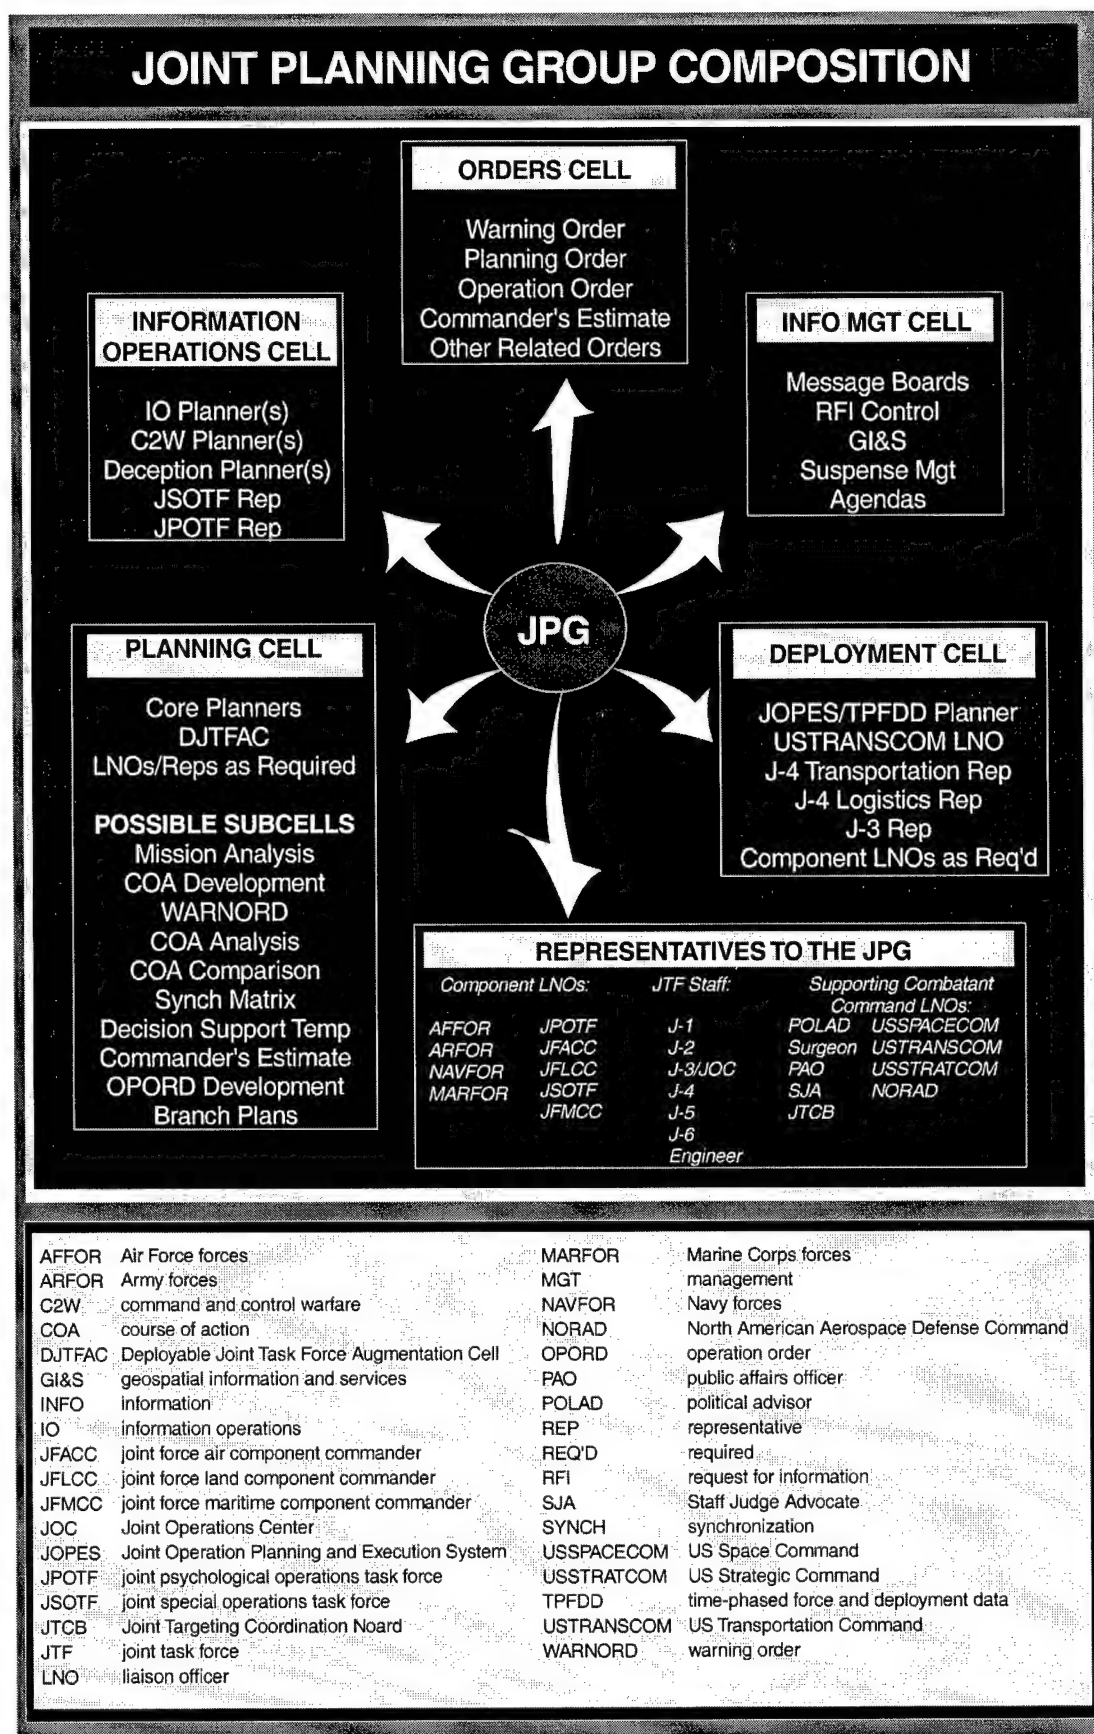 JOINT PLANNING GROUP COMPOSITION
ORDERS CELL
Warning Order
Planning Order
Operation Order
Commander's Estimate
Other Related Orders
INFORMATION
OPERATIONS CELL
IO Planner(s)
C2W Planner(s)
Deception Planner(s)
JSOTF Rep
JPOTF Rep
INFO MGT CELL
Message Boards
RFI Control
GI&S
Suspense Mgt
Agendas
JPG
PLANNING CELL
Core Planners
DJTFAC
LNOs/Reps as Required
POSSIBLE SUBCELLS
Mission Analysis
COA Development
WARNORD
COA Analysis
COA Comparison
Synch Matrix
Decision Support Temp
Commander's Estimate
OPORD Development
Branch Plans
DEPLOYMENT CELL
JOPES/TPFDD Planner
USTRANSCOM LNO
J-4 Transportation Rep
J-4 Logistics Rep
J-3 Rep
Component LNOs as Req'd
REPRESENTATIVES TO THE JPG
Component LNOs:
AFFOR JPOTF
ARFOR JFACC
NAVFOR JFLCC
MARFOR JSOTF
JFMCC
JTF Staff:
J-1
J-2
J-3/JOC
J-4
J-5
J-6
Engineer
Supporting Combatant
Command LNOs:
POLAD USSPACECOM
Surgeon USTRANSCOM
PAO USSTRATCOM
SJA NORAD
JTCB
AFFOR Air Force forces
ARFOR Army forces
C2W command and control warfare
COA course of action
DJTFAC Deployable Joint Task Force Augmentation Cell
GI&S geospatial information and services
INFO information
IO information operations
JFACC joint force air component commander
JFLCC joint force land component commander
JFMCC joint force maritime component commander
JOC Joint Operations Center
JOPES Joint Operation Planning and Execution System
JPOTF joint psychological operations task force
JSOTF joint special operations task force
JTCB Joint Targeting Coordination Noard
JTF joint task force
LNO liaison officer
MARFOR Marine Corps forces
MGT management
NAVFOR Navy forces
NORAD North American Aerospace Defense Command
OPORD operation order
PAO public affairs officer
POLAD political advisor
REP representative
REQ'D required
RFI request for information
SJA Staff Judge Advocate
SYNCH synchronization
USSPACECOM US Space Command
USSTRATCOM US Strategic Command
TPFDD time-phased force and deployment data
USTRANSCOM US Transportation Command
WARNORD warning order